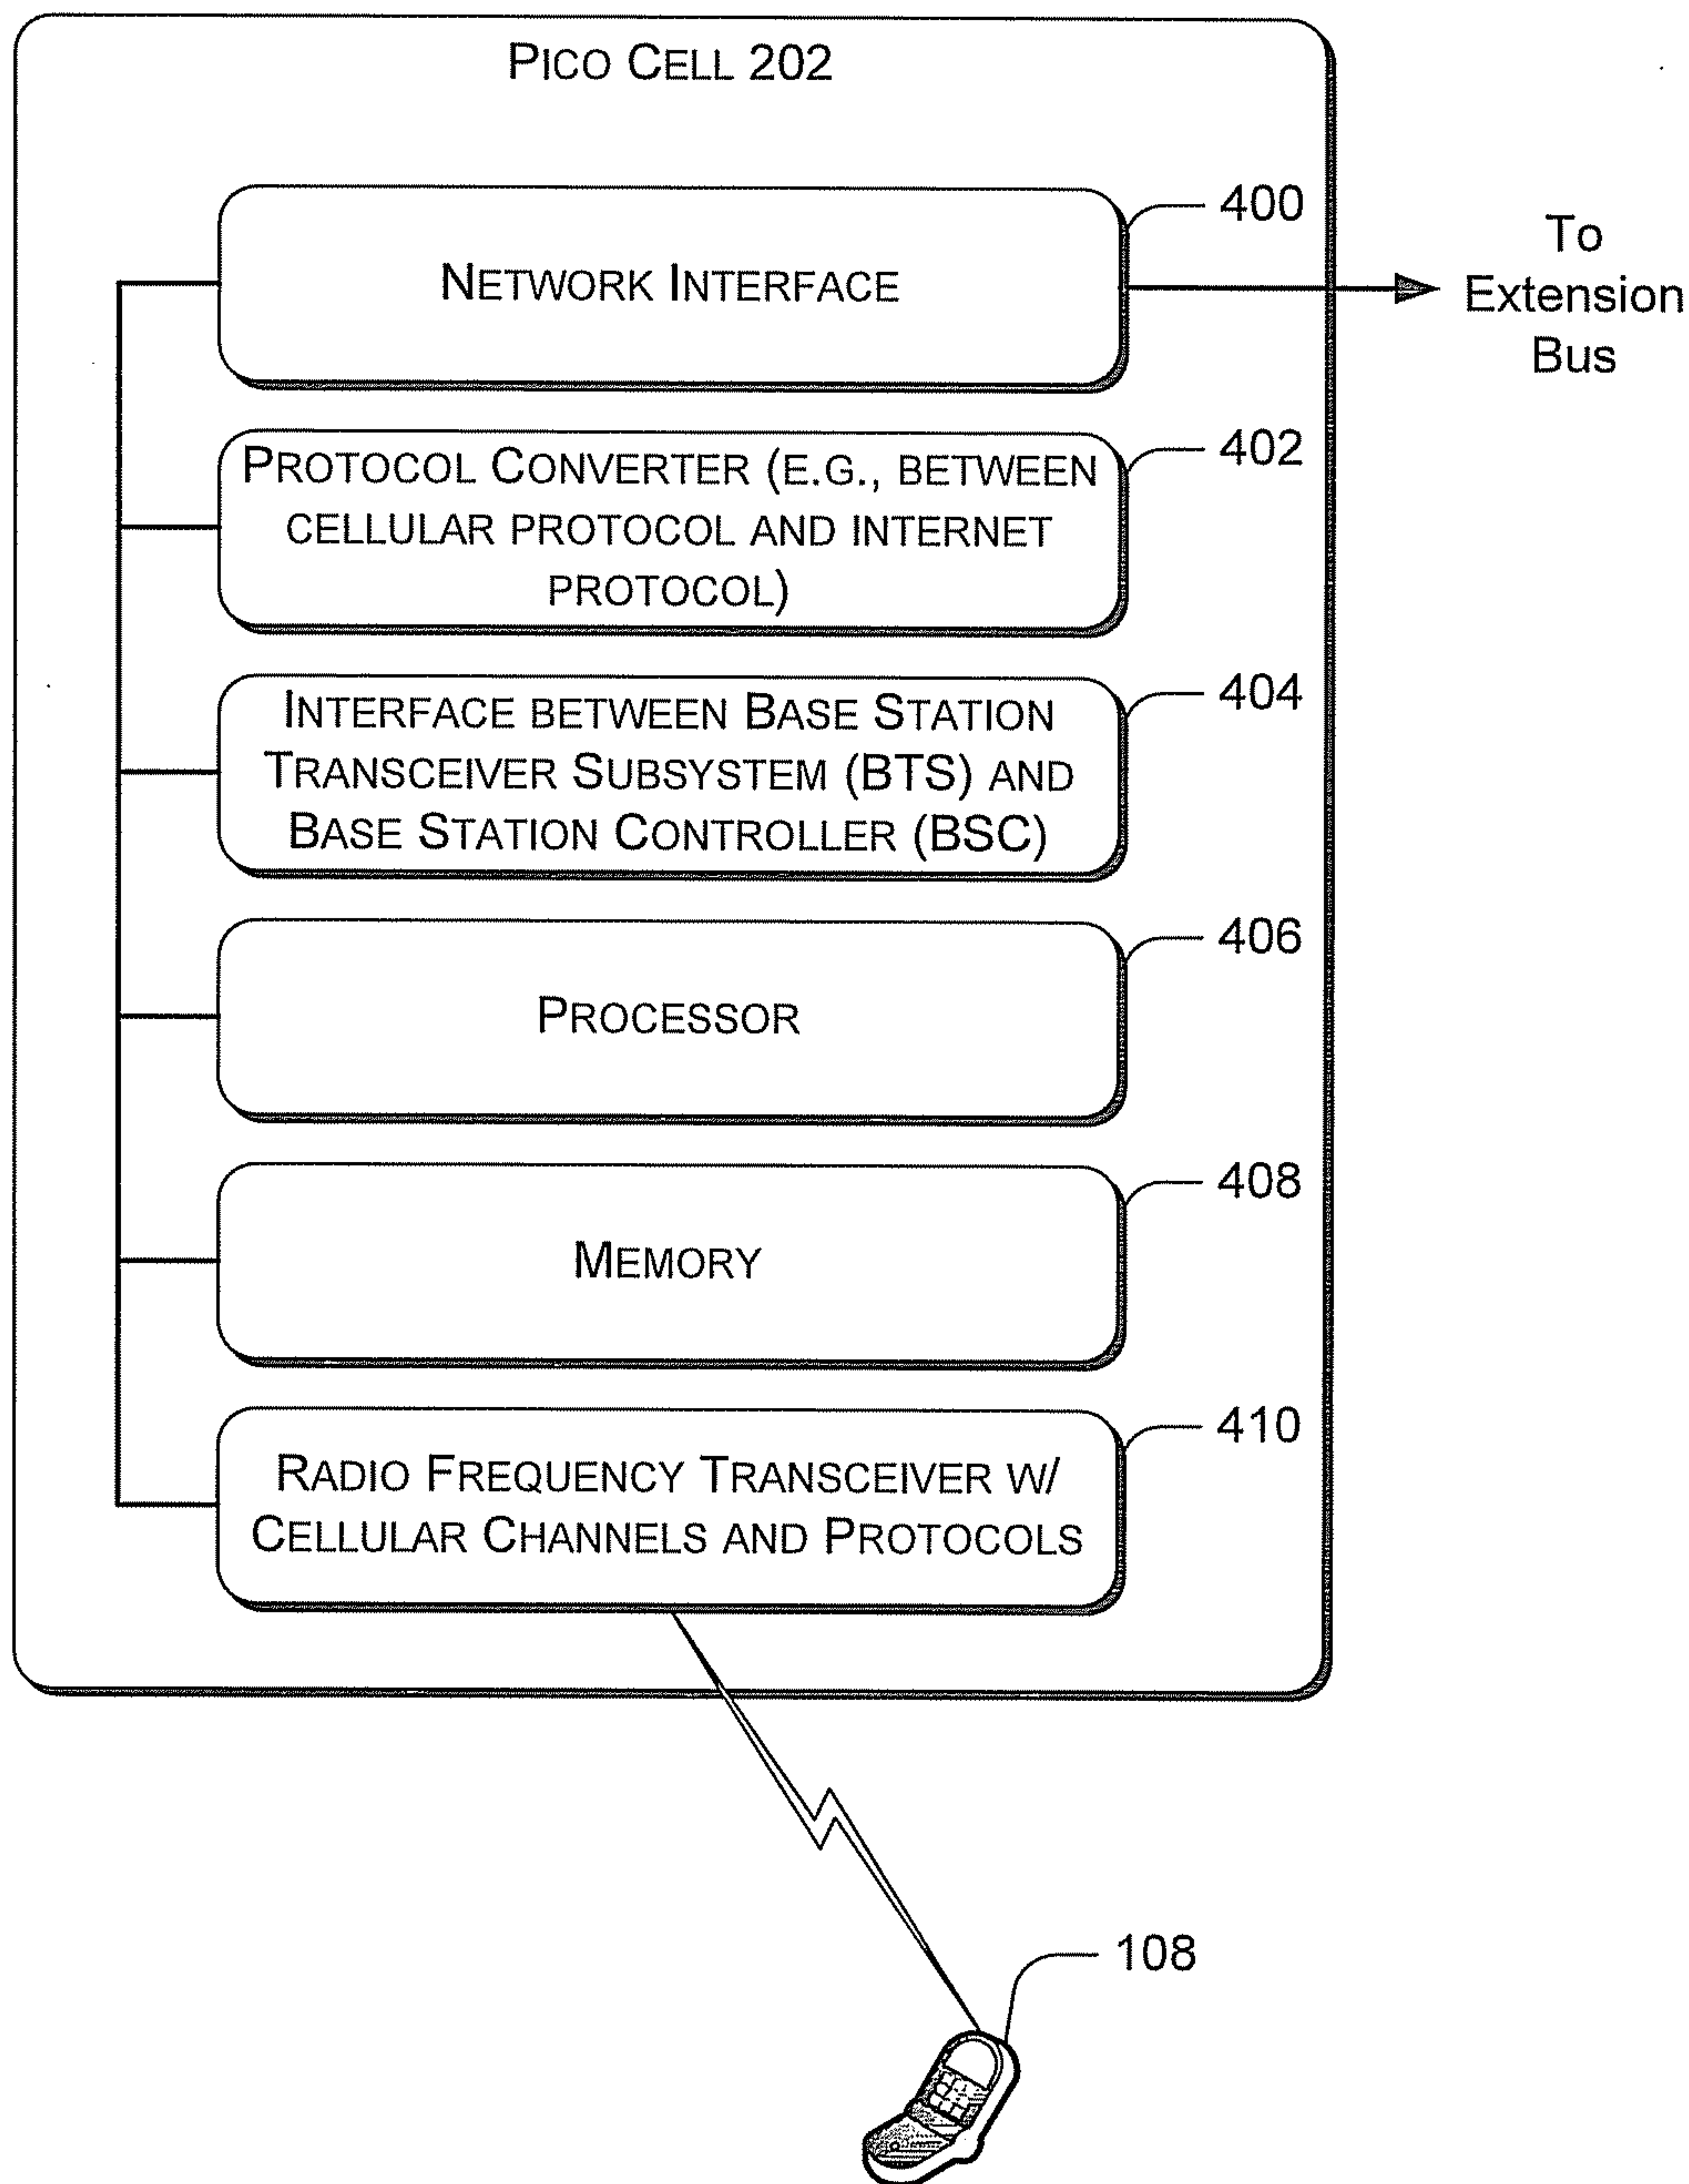 PICO CELL 202
400
NETWORK INTERFACE
To
Extension
Bus
402
PROTOCOL CONVERTER (E.G., BETWEEN
CELLULAR PROTOCOL AND INTERNET
PROTOCOL)
404
INTERFACE BETWEEN BASE STATION
TRANSCEIVER SUBSYSTEM (BTS) AND
BASE STATION CONTROLLER (BSC)
406
PROCESSOR
408
MEMORY
410
RADIO FREQUENCY TRANSCEIVER W/
CELLULAR CHANNELS AND PROTOCOLS
108